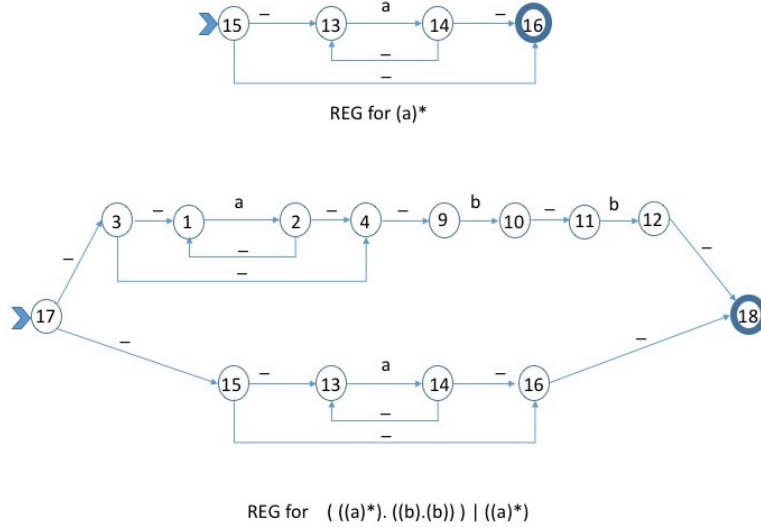 – a –
15 13 14 16
–
–
REG for (a)*
– a – – b – b
3 1 2 4 9 10 11 12
–
–
– –
17 18
– –
– a –
15 13 14 16
–
–
REG for ( ((a)*). ((b).(b)) ) | ((a)*)